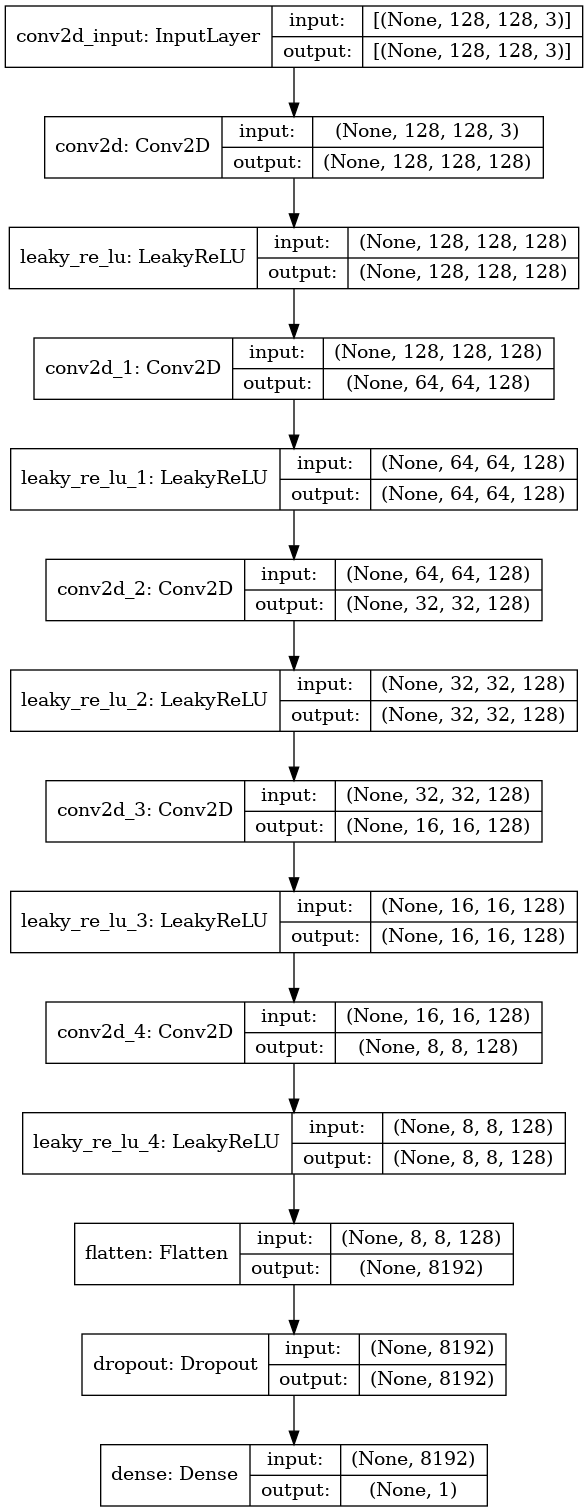 conv2d_input: InputLayer
input:
[(None, 128, 128, 3)]
output:
[(None, 128, 128, 3)]
conv2d: Conv2D
input:
(None, 128, 128, 3)
output:
(None, 128, 128, 128)
leaky_re_lu: LeakyReLU
input:
(None, 128, 128, 128)
output:
(None, 128, 128, 128)
conv2d_1: Conv2D
input:
(None, 128, 128, 128)
output:
(None, 64, 64, 128)
leaky_re_lu_1: LeakyReLU
input:
(None, 64, 64, 128)
output:
(None, 64, 64, 128)
conv2d_2: Conv2D
input:
(None, 64, 64, 128)
output:
(None, 32, 32, 128)
leaky_re_lu_2: LeakyReLU
input:
(None, 32, 32, 128)
output:
(None, 32, 32, 128)
conv2d_3: Conv2D
input:
(None, 32, 32, 128)
output:
(None, 16, 16, 128)
leaky_re_lu_3: LeakyReLU
input:
(None, 16, 16, 128)
output:
(None, 16, 16, 128)
conv2d_4: Conv2D
input:
(None, 16, 16, 128)
output:
(None, 8, 8, 128)
leaky_re_lu_4: LeakyReLU
input:
(None, 8, 8, 128)
output:
(None, 8, 8, 128)
flatten: Flatten
input:
(None, 8, 8, 128)
output:
(None, 8192)
dropout: Dropout
input:
(None, 8192)
output:
(None, 8192)
dense: Dense
input:
(None, 8192)
output:
(None, 1)